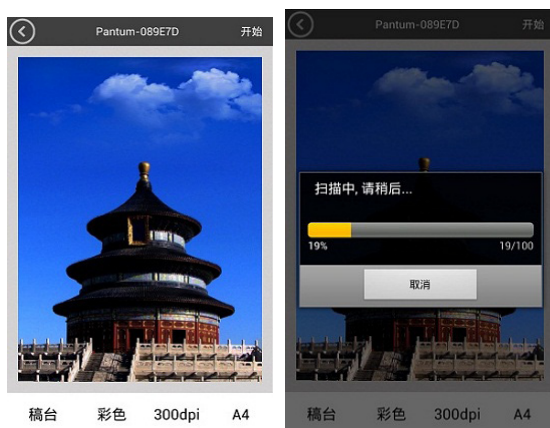 Pantum-089E7D 开始
稿台 彩色 300dpi A4
Pantum-089E7D 开始
扫描中, 请稍后...
19% 19/100
取消
稿台 彩色 300dpi A4